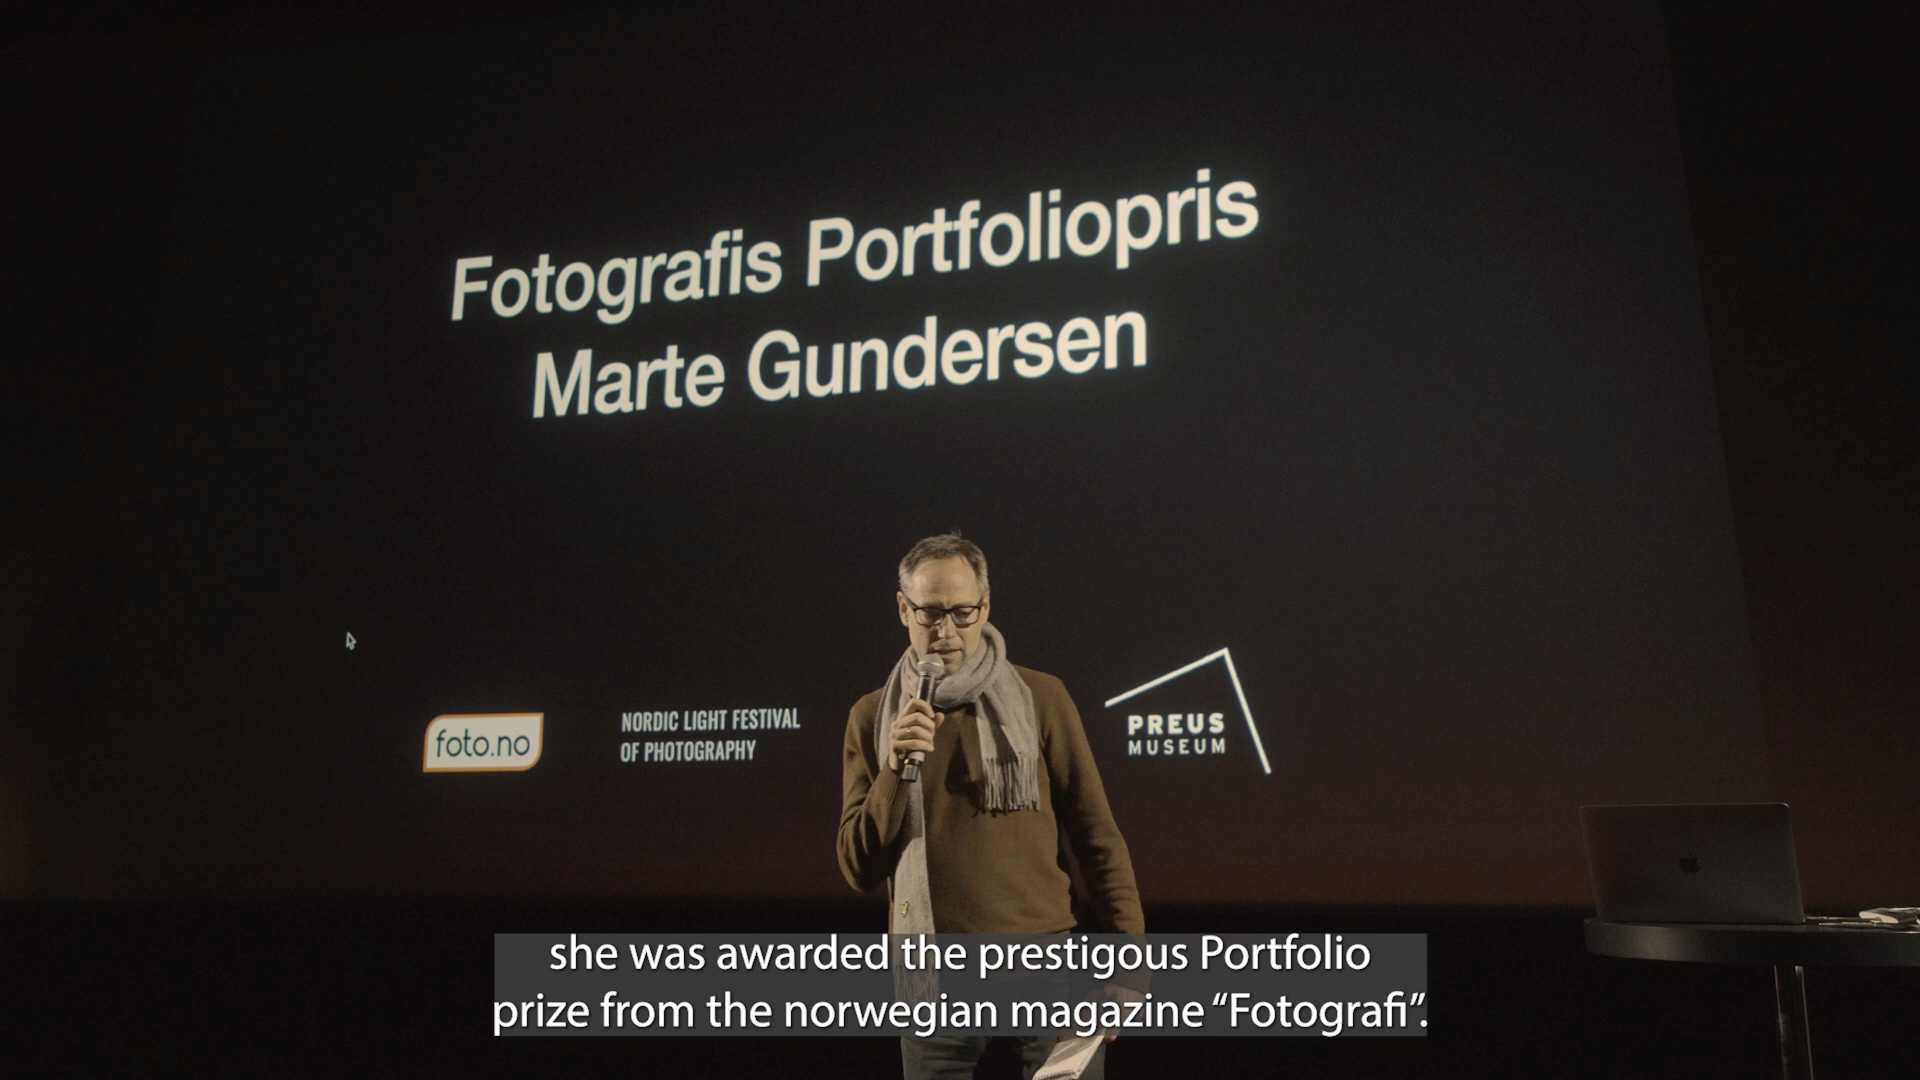 Fotografis Portfoliopris
Marte Gundersen
foto.no
NORDIC LIGHT FESTIVAL
OF PHOTOGRAPHY
PREUS
MUSEUM
she was awarded the prestigous Portfolio
prize from the norwegian magazine “Fotografi”.